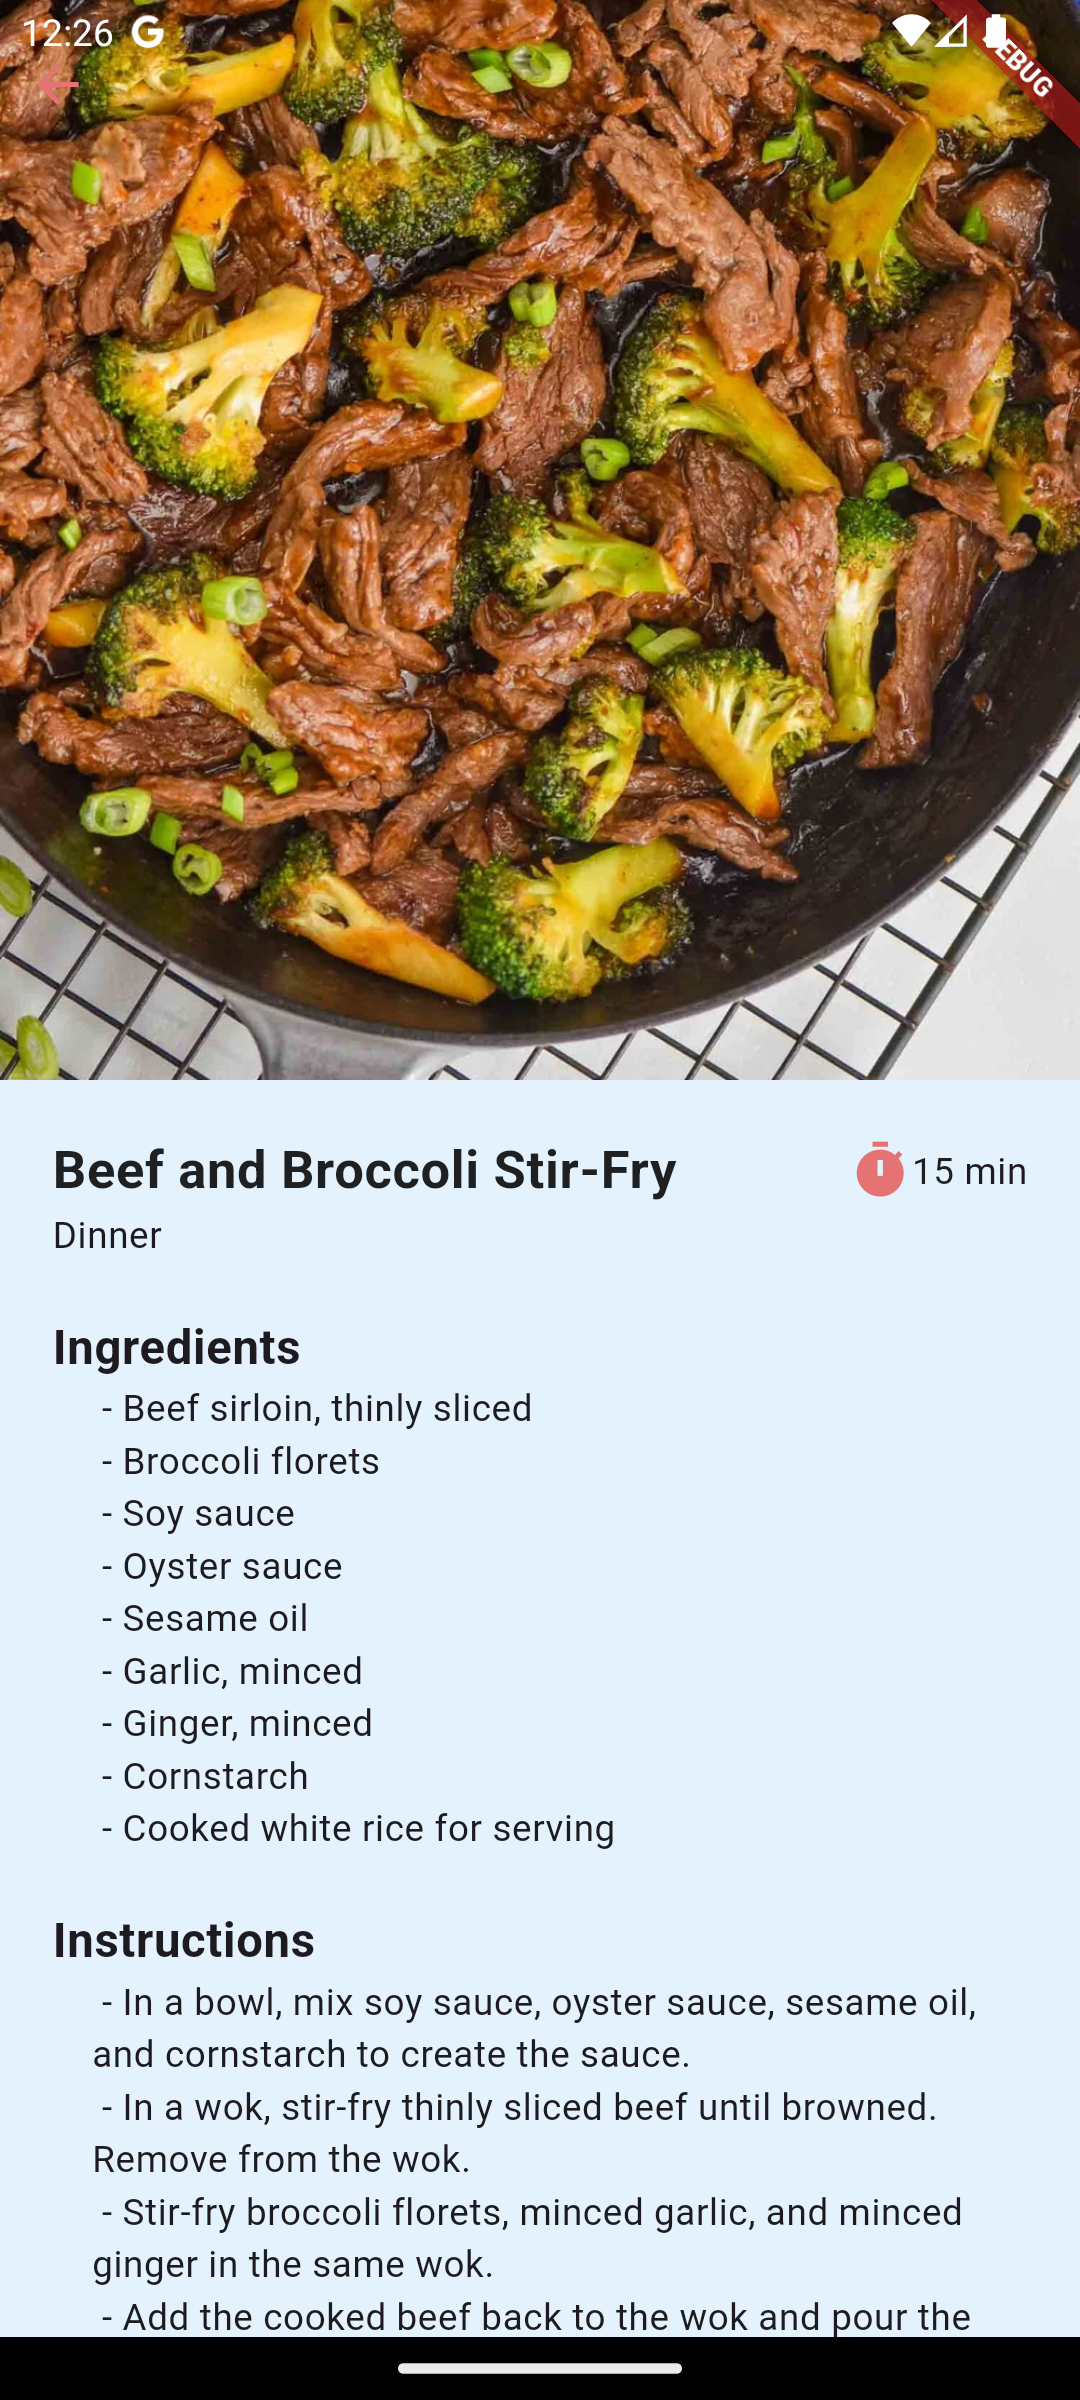 12:26 G
EBUG
Beef and Broccoli Stir-Fry
15 min
Dinner
Ingredients
- Beef sirloin, thinly sliced
- Broccoli florets
- Soy sauce
- Oyster sauce
- Sesame oil
- Garlic, minced
- Ginger, minced
- Cornstarch
- Cooked white rice for serving
Instructions
- In a bowl, mix soy sauce, oyster sauce, sesame oil,
and cornstarch to create the sauce.
- In a wok, stir-fry thinly sliced beef until browned.
Remove from the wok.
- Stir-fry broccoli florets, minced garlic, and minced
ginger in the same wok.
- Add the cooked beef back to the wok and pour the